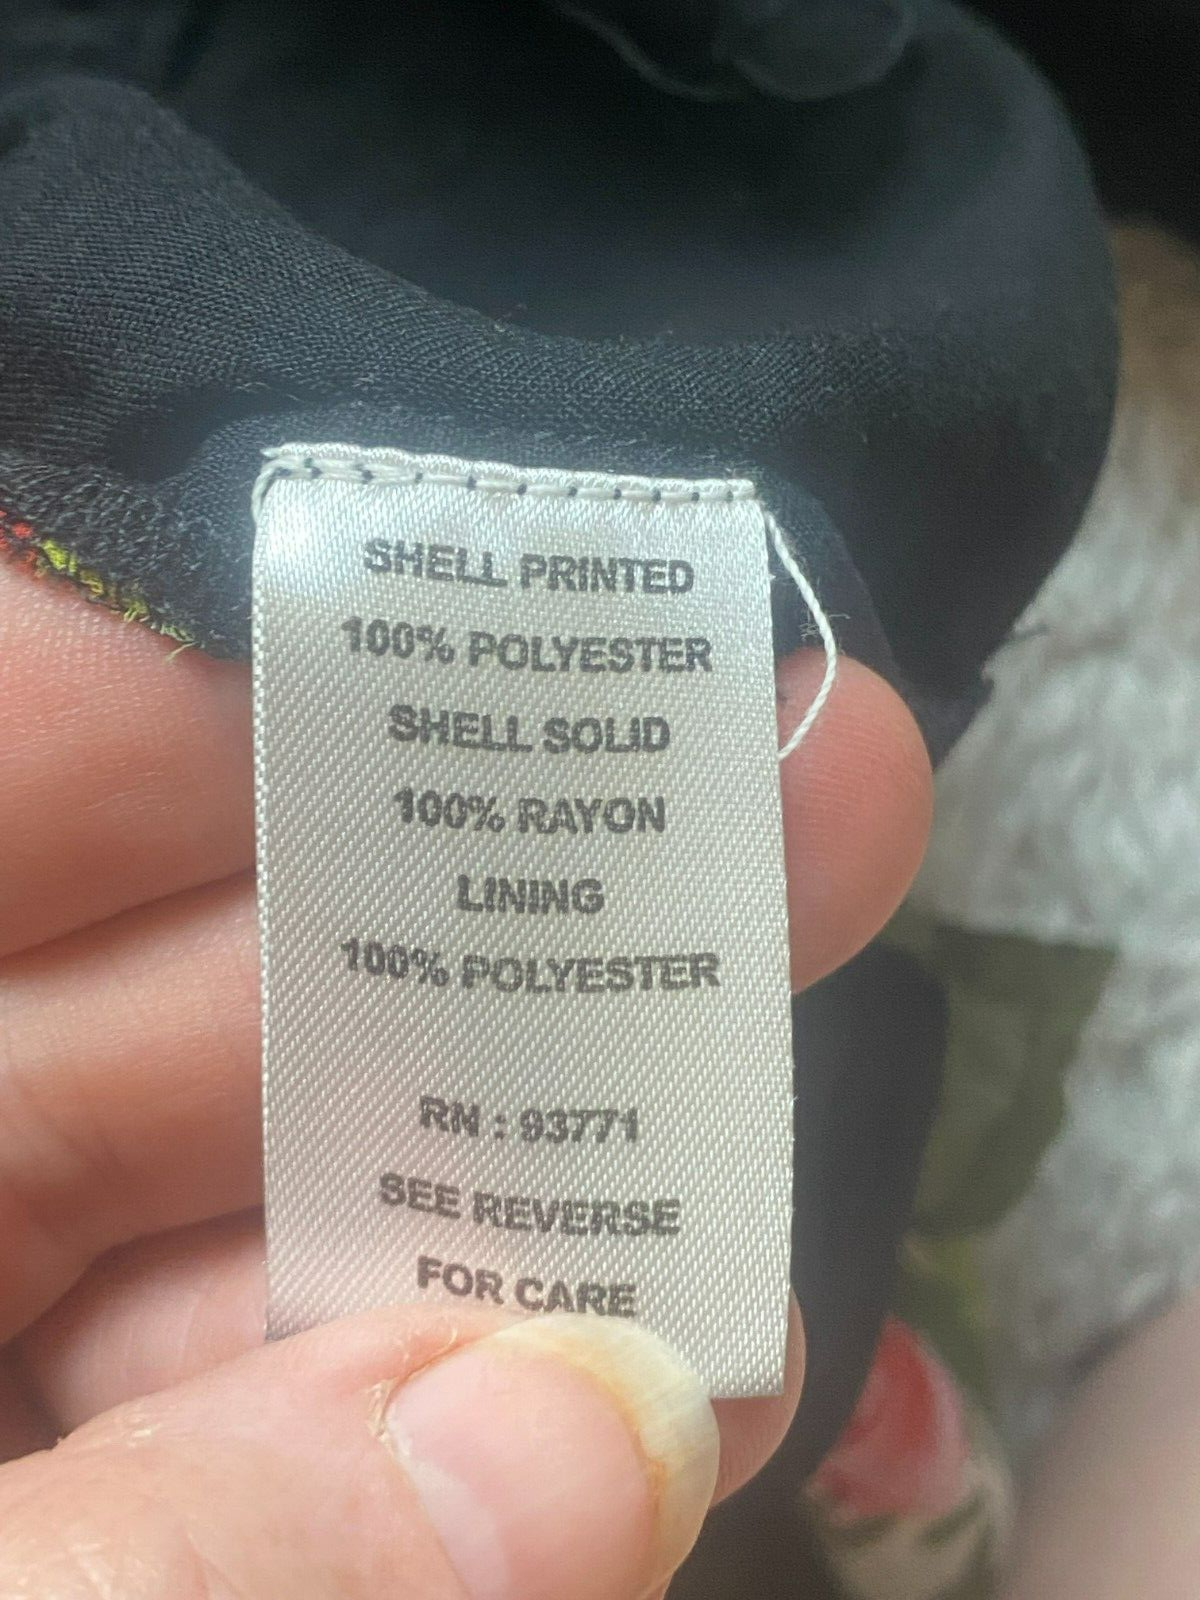 SHELL PRINTED
100% POLYESTER
SHELL SOLID
100% RAYON
LINING
100% POLYESTER
RN : 93771
SEE REVERSE
FOR CARE